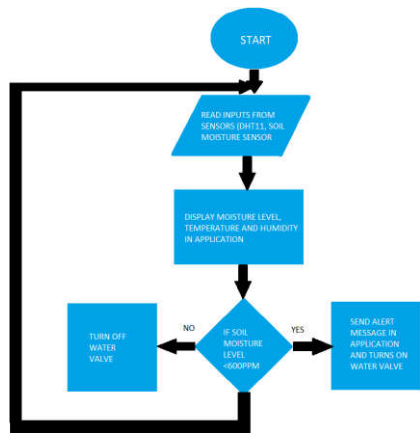 START
READ INPUTS FROM
SENSORS (DHT11, SOIL
MOISTURE SENSOR
DISPLAY MOISTURE LEVEL,
TEMPERATURE AND HUMIDITY
IN APPLICATION
TURN OFF
WATER
VALVE
NO
IF SOIL
MOISTURE
LEVEL
<600PPM
YES
SEND ALERT
MESSAGE IN
APPLICATION
AND TURNS ON
WATER VALVE